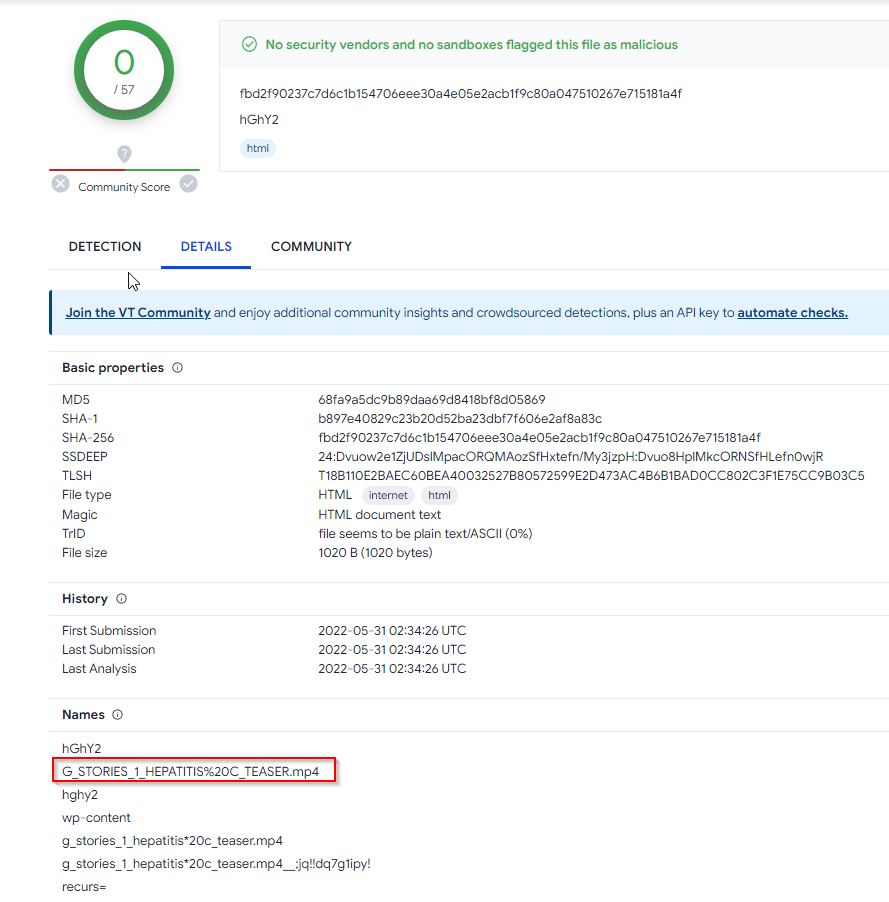 0
/ 57
?
Community Score
No security vendors and no sandboxes flagged this file as malicious
fbd2f90237c7d6c1b154706eee30a4e05e2acb1f9c80a047510267e715181a4f
hGhY2
html
DETECTION DETAILS COMMUNITY
Join the VT Community and enjoy additional community insights and crowdsourced detections, plus an API key to automate checks.
Basic properties
MD5 68fa9a5dc9b89daa69d8418bf8d05869
SHA-1 b897e40829c23b20d52ba23dbf7f606e2af8a83c
SHA-256 fbd2f90237c7d6c1b154706eee30a4e05e2acb1f9c80a047510267e715181a4f
SSDEEP 24:Dvuow2e1ZjUDslMpacORQMAozSfHxtefn/My3jzpH:Dvuo8HplMkcORNSfHLefn0wjR
TLSH T18B110E2BAEC60BEA40032527B80572599E2D473AC4B6B1BAD0CC802C3F1E75CC9B03C5
File type HTML internet html
Magic HTML document text
TrID file seems to be plain text/ASCII (0%)
File size 1020 B (1020 bytes)
History
First Submission 2022-05-31 02:34:26 UTC
Last Submission 2022-05-31 02:34:26 UTC
Last Analysis 2022-05-31 02:34:26 UTC
Names
hGhY2
G_STORIES_1_HEPATITIS%20C_TEASER.mp4
hghy2
wp-content
g_stories_1_hepatitis*20c_teaser.mp4
g_stories_1_hepatitis*20c_teaser.mp4__;jq!!dq7g1ipy!
recurs=